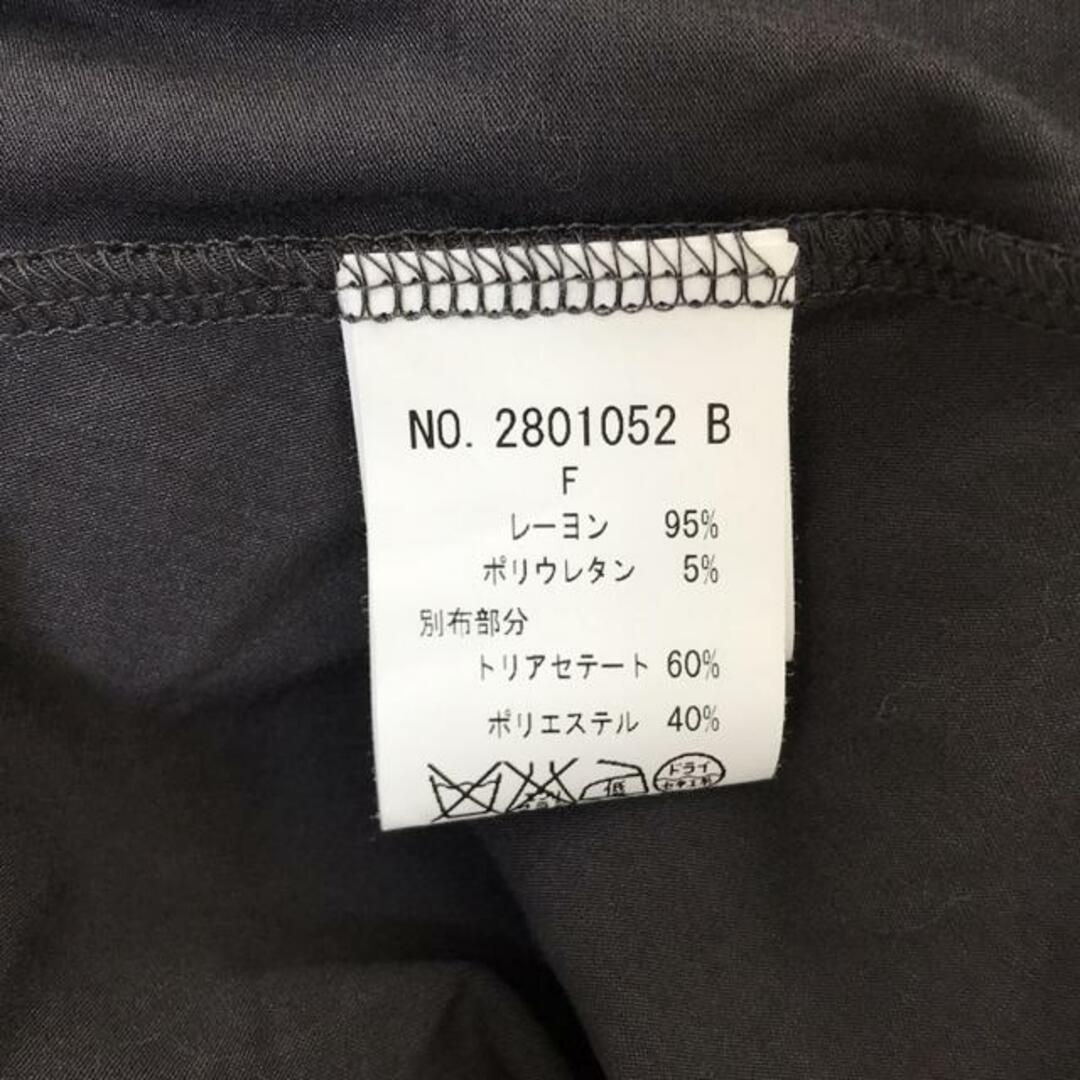 NO. 2801052 B
F
レーヨン 95%
ポリウレタン 5%
別布部分
トリアセテート 60%
ポリエステル 40%
低
ドライ